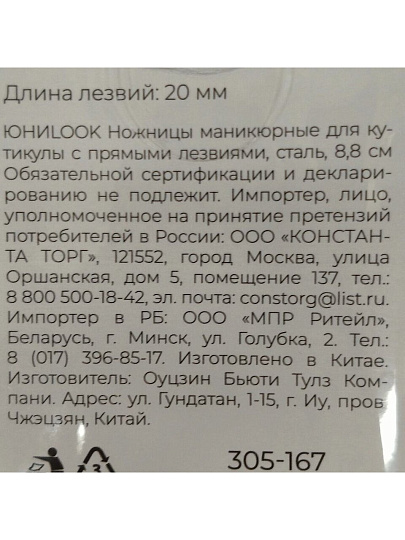 Длина лезвий: 20 мм
ЮНИLOOK Ножницы маникюрные для ку-
тикулы с прямыми лезвиями, сталь, 8,8 см
Обязательной сертификации и деклари-
рованию не подлежит. Импортер, лицо,
уполномоченное на принятие претензий
потребителей в России: ООО «КОНСТАН-
ТА ТОРГ», 121552, город Москва, улица
Оршанская, дом 5, помещение 137, тел.:
8 800 500-18-42, эл. почта: constorg@list.ru.
Импортер в РБ: ООО «МПР Ритейл»,
Беларусь, г. Минск, ул. Голубка, 2. Тел.:
8 (017) 396-85-17. Изготовлено в Китае.
Изготовитель: Оуцзин Бьюти Тулз Ком-
пани. Адрес: ул. Гундатан, 1-15, г. Иу, пров.
Чжэцзян, Китай.
3
305-167